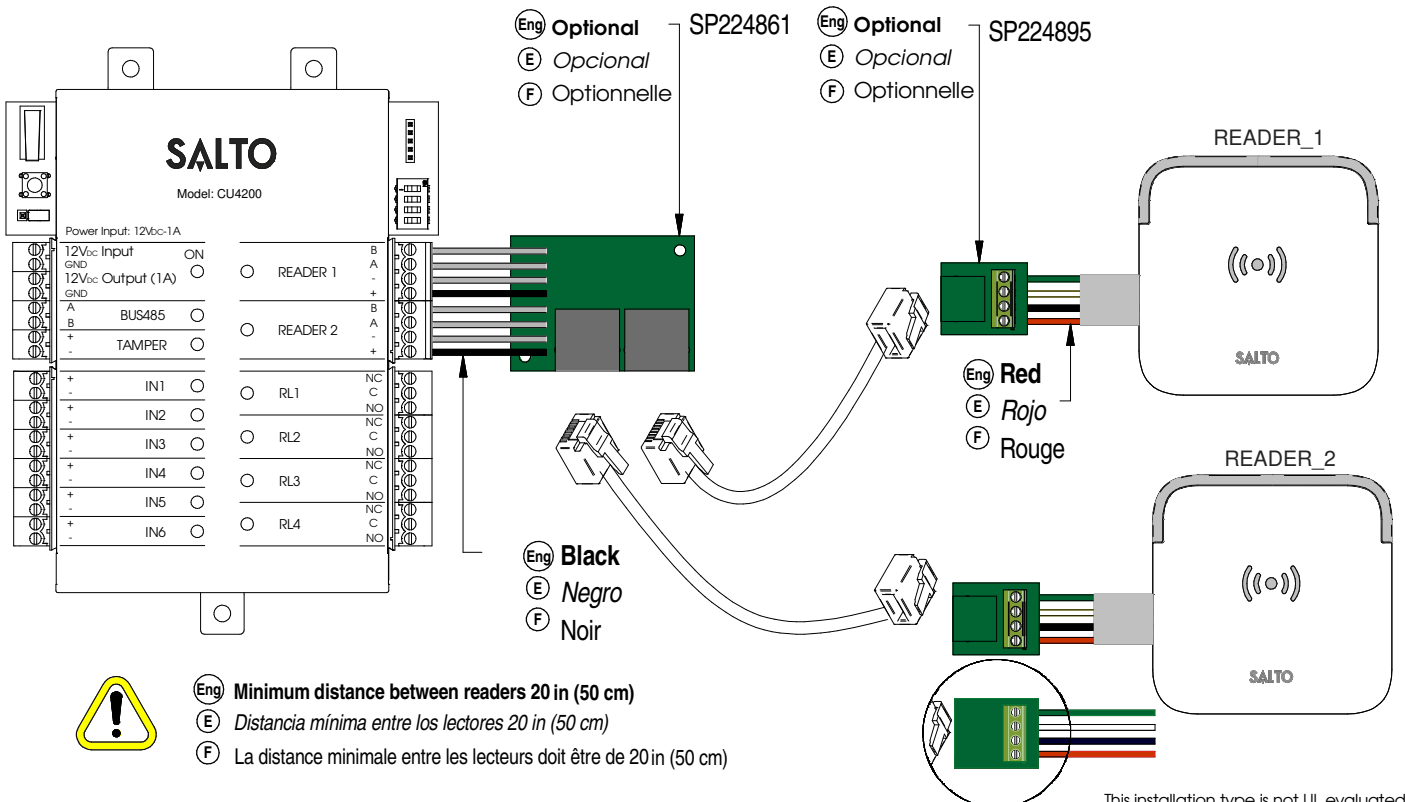 Eng Optional
E Opcional
F Optionnelle
SP224861
Eng Optional
E Opcional
F Optionnelle
SP224895
READER_1
SALTO
Model: CU4200
Power Input: 12VDC-1A
12VDC Input
ON
GND
12VDC Output (1A)
GND
A
BUS485
B
+
TAMPER
-
READER 1
B
A
-
+
READER 2
B
A
-
+
+
IN1
-
+
IN2
-
+
IN3
-
+
IN4
-
+
IN5
-
+
IN6
-
RL1
NC
C
NO
RL2
NC
C
NO
RL3
NC
C
NO
RL4
NC
C
NO
SALTO
Eng Red
E Rojo
F Rouge
READER_2
SALTO
Eng Black
E Negro
F Noir
Eng Minimum distance between readers 20 in (50 cm)
E Distancia mínima entre los lectores 20 in (50 cm)
F La distance minimale entre les lecteurs doit être de 20 in (50 cm)
This installation type is not UL evaluated